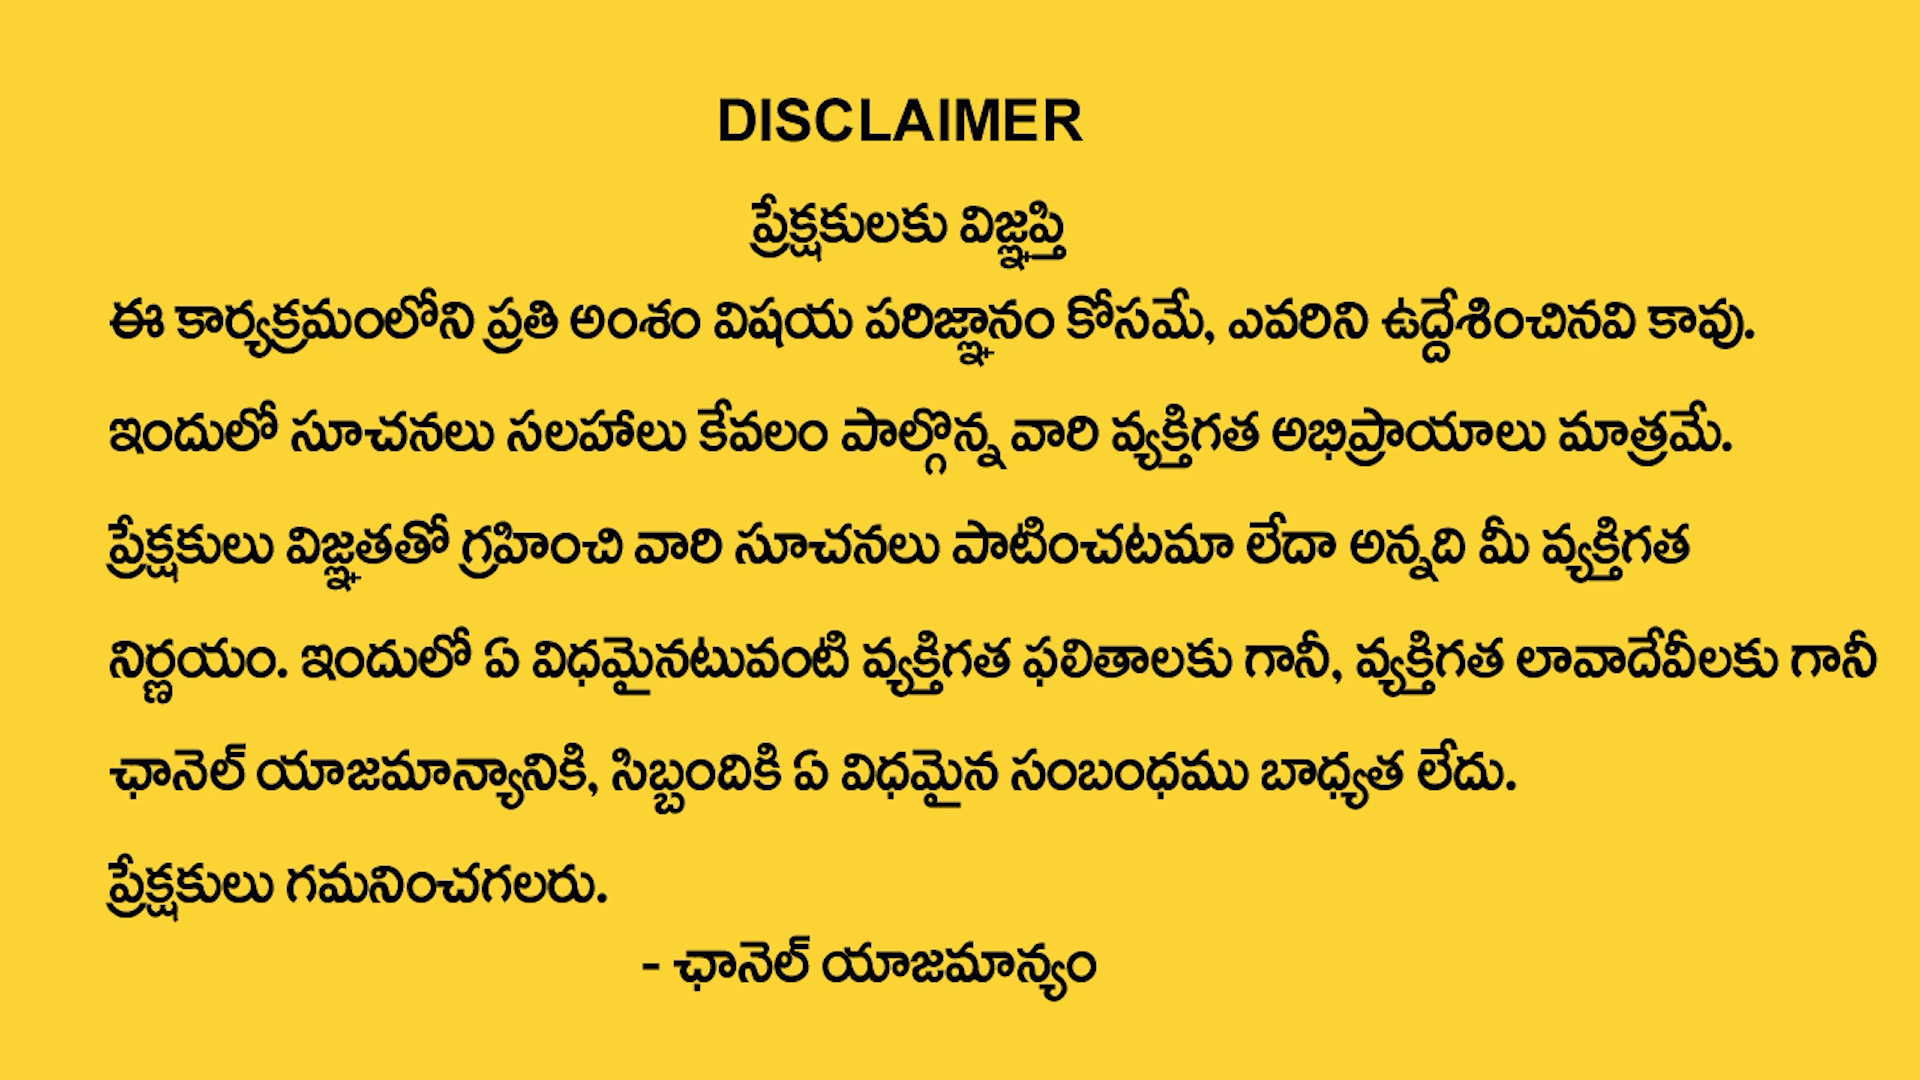 DISCLAIMER
ప్రేక్షకులకు విజ్ఞప్తి
ఈ కార్యక్రమంలోని ప్రతి అంశం విషయ పరిజ్ఞానం కోసమే, ఎవరిని ఉద్దేశించినవి కావు.
ఇందులో సూచనలు సలహాలు కేవలం పాల్గొన్న వారి వ్యక్తిగత అభిప్రాయాలు మాత్రమే.
ప్రేక్షకులు విజ్ఞతతో గ్రహించి వారి సూచనలు పాటించటమా లేదా అన్నది మీ వ్యక్తిగత
నిర్ణయం. ఇందులో ఏ విధమైనటువంటి వ్యక్తిగత ఫలితాలకు గానీ, వ్యక్తిగత లావాదేవీలకు గానీ
ఛానెల్ యాజమాన్యానికి, సిబ్బందికి ఏ విధమైన సంబంధము బాధ్యత లేదు.
ప్రేక్షకులు గమనించగలరు.
- ఛానెల్ యాజమాన్యం